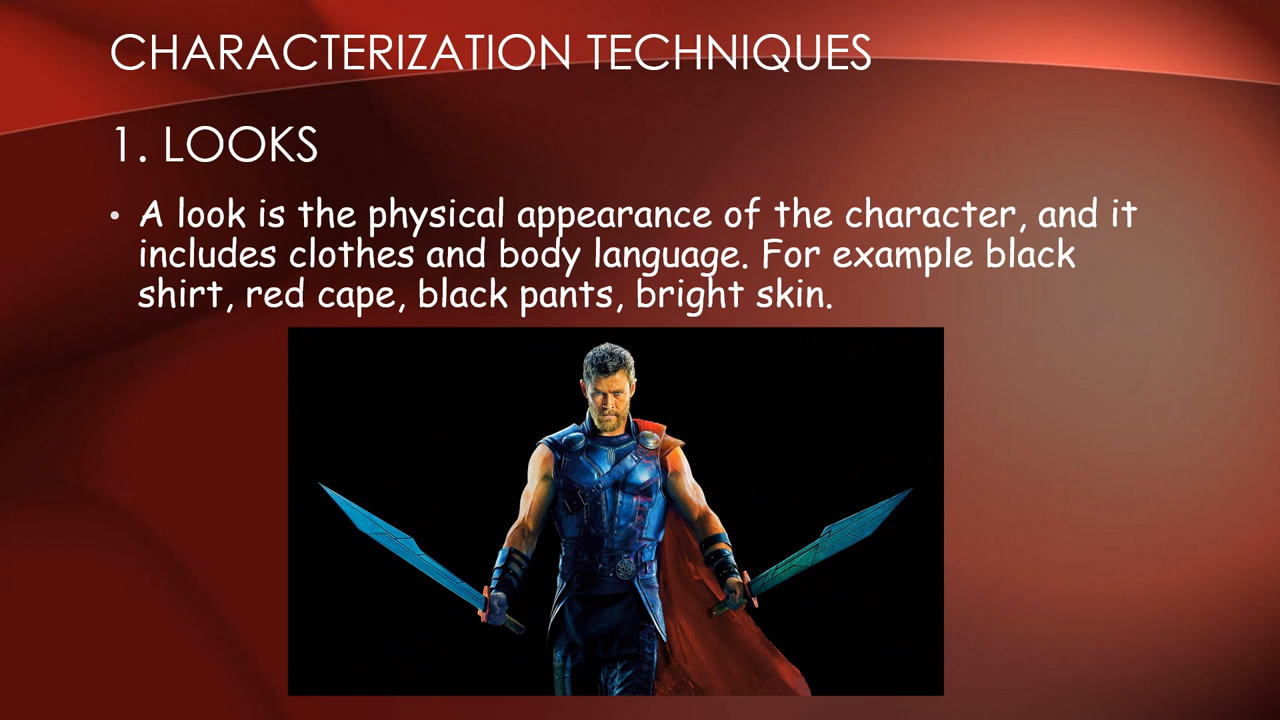 CHARACTERIZATION TECHNIQUES
1. LOOKS
• A look is the physical appearance of the character, and it
includes clothes and body language. For example black
shirt, red cape, black pants, bright skin.